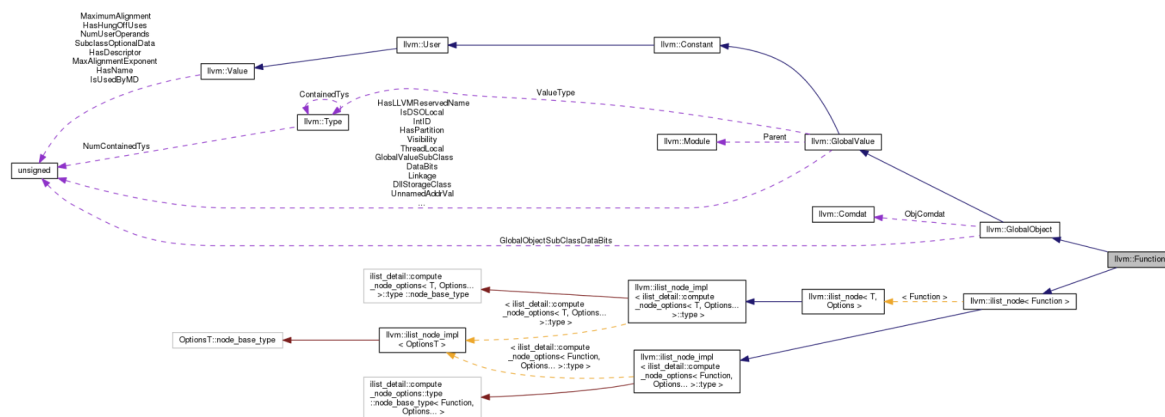 MaximumAlignment
HasHungOffUses
NumUserOperands
SubclassOptionalData
HasDescriptor
MaxAlignmentExponent
HasName
IsUsedByMD
llvm::User
llvm::Constant
llvm::Value
ContainedTys
llvm::Type
ValueType
HasLLVMReservedName
IsDSOLocal
IntID
HasPartition
Visibility
ThreadLocal
GlobalValueSubClass
DataBits
Linkage
DllStorageClass
UnnamedAddrVal
...
NumContainedTys
unsigned
llvm::Module
Parent
llvm::GlobalValue
llvm::Comdat
ObjComdat
llvm::GlobalObject
GlobalObjectSubClassDataBits
llvm::Function
ilist_detail::compute
_node_options< T, Options...
>::type ::node_base_type
< ilist_detail::compute
_node_options< T, Options...
>::type >
llvm::ilist_node_impl
< ilist_detail::compute
_node_options< T, Options...
>::type >
llvm::ilist_node< T,
Options >
< Function >
llvm::ilist_node< Function >
OptionsT::node_base_type
llvm::ilist_node_impl
< OptionsT >
< ilist_detail::compute
_node_options< Function,
Options... >::type >
llvm::ilist_node_impl
< ilist_detail::compute
_node_options< Function,
Options... >::type >
ilist_detail::compute
_node_options::type
::node_base_type< Function,
Options... >